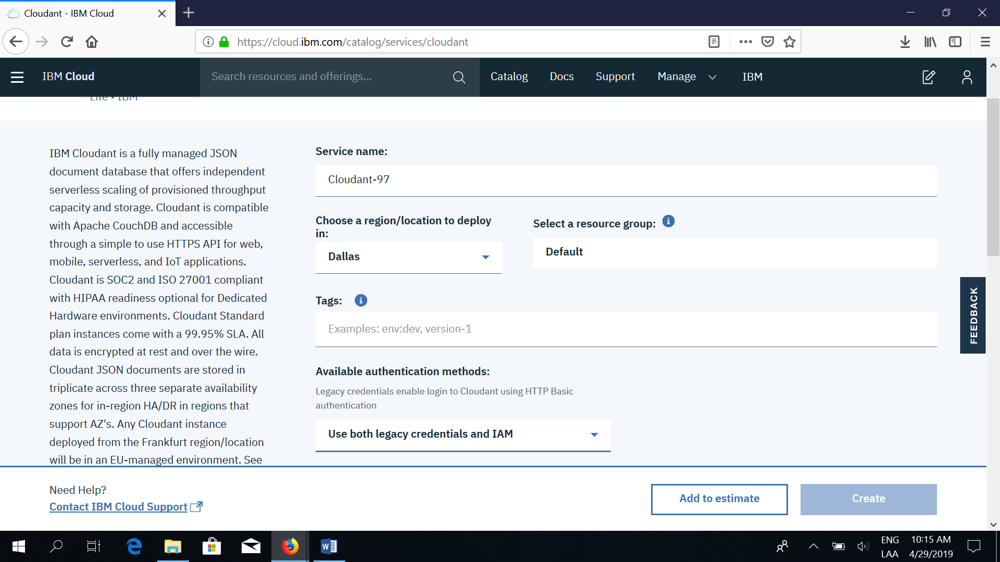 Cloudant - IBM Cloud
https://cloud.ibm.com/catalog/services/cloudant
IBM Cloud
Search resources and offerings...
Catalog
Docs
Support
Manage
IBM
Lite • IBM
IBM Cloudant is a fully managed JSON
document database that offers independent
serverless scaling of provisioned throughput
capacity and storage. Cloudant is compatible
with Apache CouchDB and accessible
through a simple to use HTTPS API for web,
mobile, serverless, and IoT applications.
Cloudant is SOC2 and ISO 27001 compliant
with HIPAA readiness optional for Dedicated
Hardware environments. Cloudant Standard
plan instances come with a 99.95% SLA. All
data is encrypted at rest and over the wire.
Cloudant JSON documents are stored in
triplicate across three separate availability
zones for in-region HA/DR in regions that
support AZ's. Any Cloudant instance
deployed from the Frankfurt region/location
will be in an EU-managed environment. See
Service name:
Cloudant-97
Choose a region/location to deploy
in:
Dallas
Select a resource group:
Default
Tags:
Examples: env:dev, version-1
Available authentication methods:
Legacy credentials enable login to Cloudant using HTTP Basic
authentication
Use both legacy credentials and IAM
FEEDBACK
Need Help?
Contact IBM Cloud Support
Add to estimate
Create
ENG
LAA
10:15 AM
4/29/2019